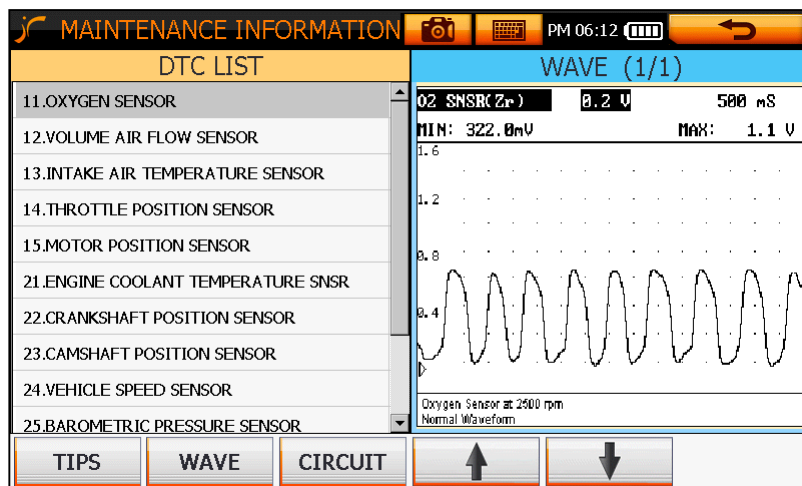 MAINTENANCE INFORMATION
PM 06:12
DTC LIST
WAVE (1/1)
11.OXYGEN SENSOR
12.VOLUME AIR FLOW SENSOR
13.INTAKE AIR TEMPERATURE SENSOR
14.THROTTLE POSITION SENSOR
15.MOTOR POSITION SENSOR
21.ENGINE COOLANT TEMPERATURE SNSR
22.CRANKSHAFT POSITION SENSOR
23.CAMSHAFT POSITION SENSOR
24.VEHICLE SPEED SENSOR
25.BAROMETRIC PRESSURE SENSOR
O2 SNSR(Zr) 0.2 V 500 mS
MIN: 322.0mV MAX: 1.1 V
1.6
1.2
0.8
0.4
Oxygen Sensor at 2500 rpm
Normal Waveform
TIPS WAVE CIRCUIT